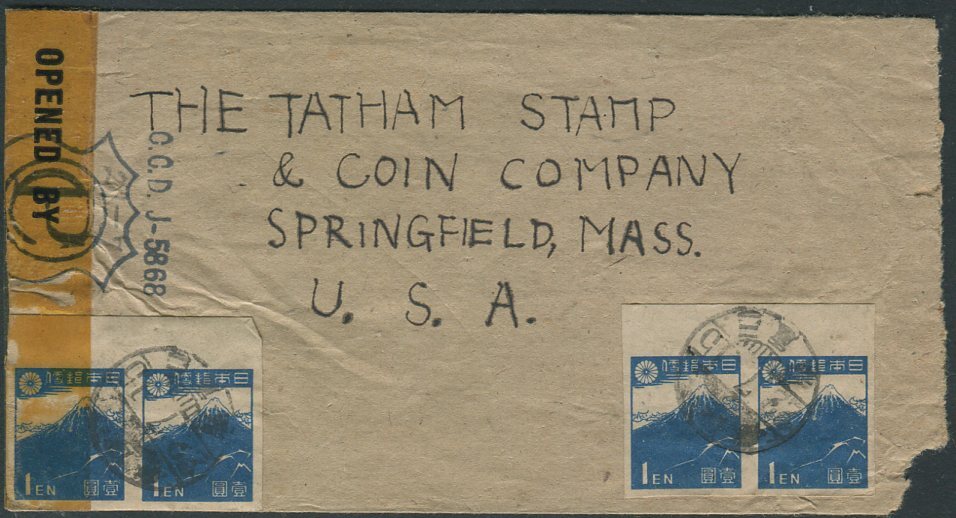 OPENED BY
C.C.D. J-5868
THE TATHAM STAMP
& COIN COMPANY
SPRINGFIELD, MASS.
U. S. A.
便郵本日
便郵本日
1 EN 圓壹
1 EN 圓壹
便郵本日
便郵本日
1 EN 圓壹
1 EN 圓壹